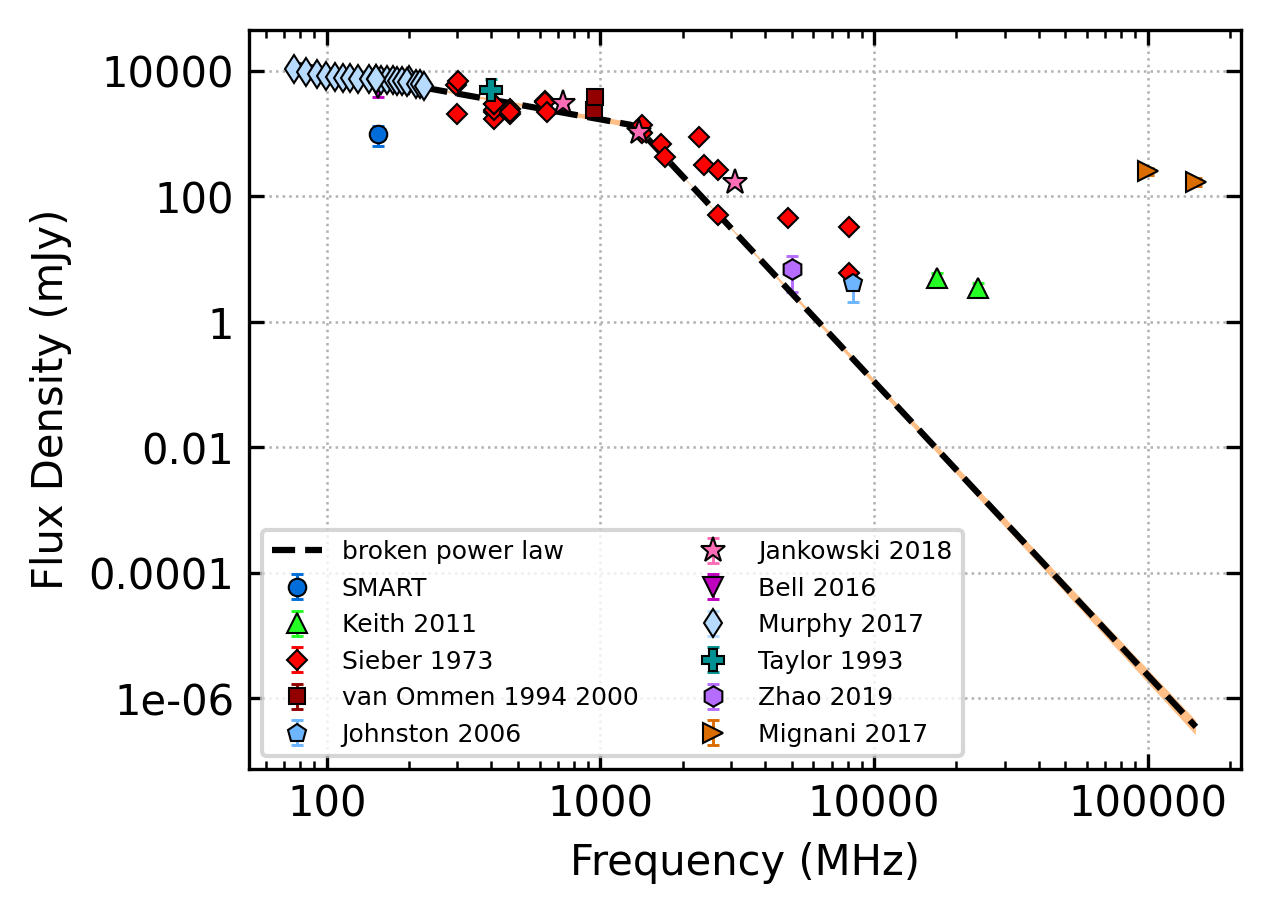 10000
100
1
0.01
0.0001
1e-06
Flux Density (mJy)
broken power law
SMART
Keith 2011
Sieber 1973
van Ommen 1994 2000
Johnston 2006
Jankowski 2018
Bell 2016
Murphy 2017
Taylor 1993
Zhao 2019
Mignani 2017
100
1000
10000
100000
Frequency (MHz)